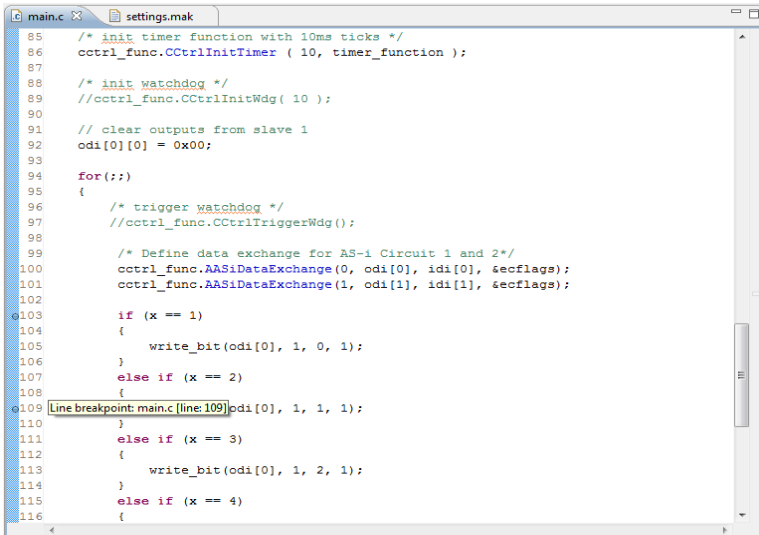 main.c
settings.mak
85 /* init timer function with 10ms ticks */
86 cctrl_func.CCtrlInitTimer ( 10, timer_function );
87
88 /* init watchdog */
89 //cctrl_func.CCtrlInitWdg( 10 );
90
91 // clear outputs from slave 1
92 odi[0][0] = 0x00;
93
94 for(;;)
95 {
96 /* trigger watchdog */
97 //cctrl_func.CCtrlTriggerWdg();
98
99 /* Define data exchange for AS-i Circuit 1 and 2*/
100 cctrl_func.AASiDataExchange(0, odi[0], idi[0], &ecflags);
101 cctrl_func.AASiDataExchange(1, odi[1], idi[1], &ecflags);
102
103 if (x == 1)
104 {
105 write_bit(odi[0], 1, 0, 1);
106 }
107 else if (x == 2)
108 {
109 Line breakpoint: main.c [line: 109] odi[0], 1, 1, 1);
110 }
111 else if (x == 3)
112 {
113 write_bit(odi[0], 1, 2, 1);
114 }
115 else if (x == 4)
116 {